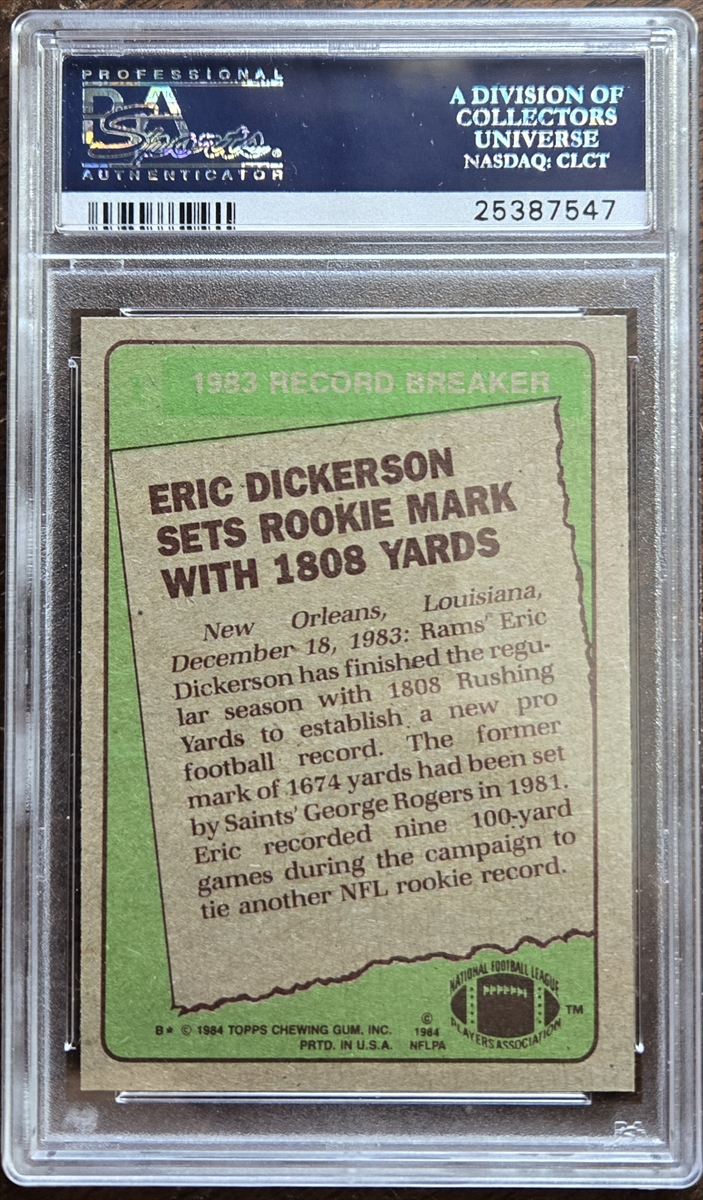 PROFESSIONAL
PSA
Sports®
AUTHENTICATOR
A DIVISION OF
COLLECTORS
UNIVERSE
NASDAQ: CLCT
25387547
1983 RECORD BREAKER
ERIC DICKERSON
SETS ROOKIE MARK
WITH 1808 YARDS
New Orleans, Louisiana,
December 18, 1983: Rams' Eric
Dickerson has finished the regu-
lar season with 1808 Rushing
Yards to establish a new pro
football record. The former
mark of 1674 yards had been set
by Saints' George Rogers in 1981.
Eric recorded nine 100-yard
games during the campaign to
tie another NFL rookie record.
B* © 1984 TOPPS CHEWING GUM, INC.
PRTD. IN U.S.A.
©
1984
NFLPA
NATIONAL FOOTBALL LEAGUE
PLAYERS ASSOCIATION
TM